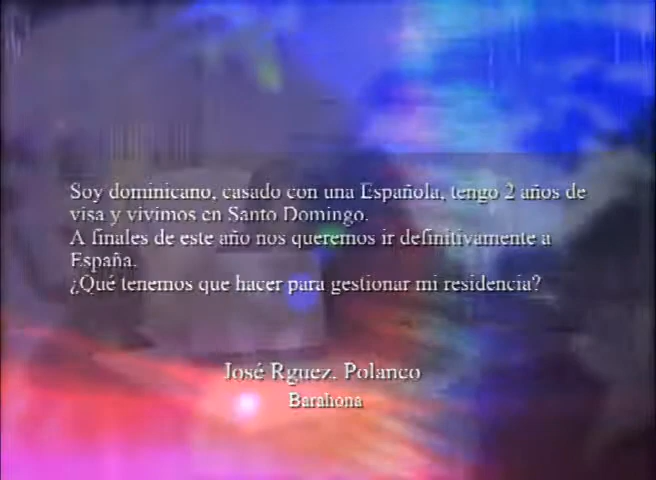 Soy dominicano, casado con una Española, tengo 2 años de
visa y vivimos en Santo Domingo.
A finales de este año nos queremos ir definitivamente a
España.
¿Qué tenemos que hacer para gestionar mi residencia?
José Rguez. Polanco
Barahona